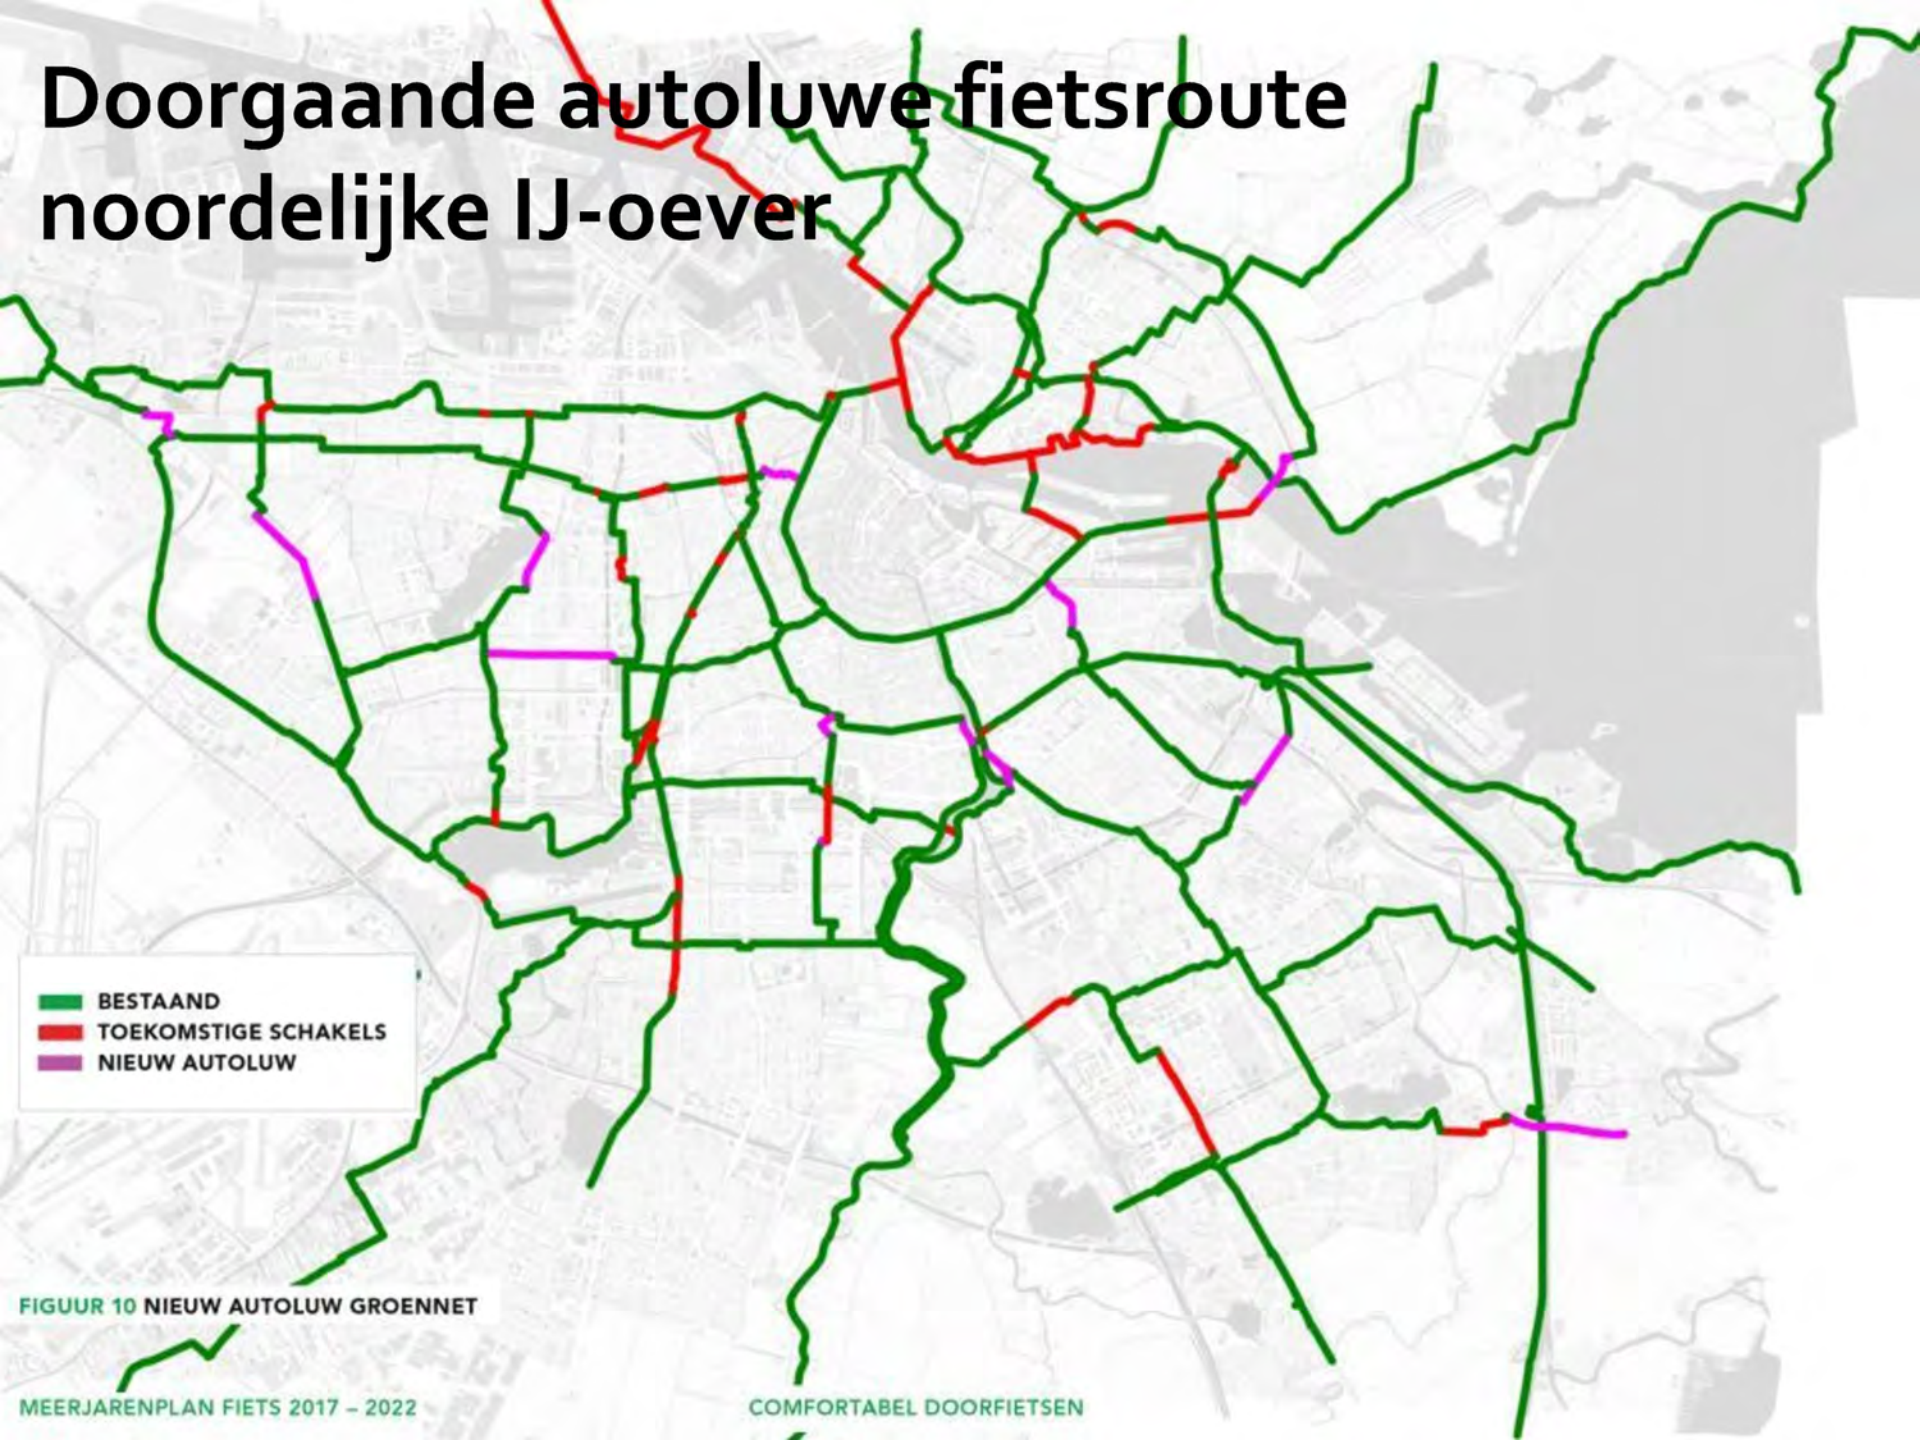 Doorgaande autoluwe fietsroute
noordelijke IJ-oever
BESTAAND
TOEKOMSTIGE SCHAKELS
NIEUW AUTOLUW
FIGUUR 10 NIEUW AUTOLUW GROENNET
MEERJARENPLAN FIETS 2017 – 2022
COMFORTABEL DOORFIETSEN